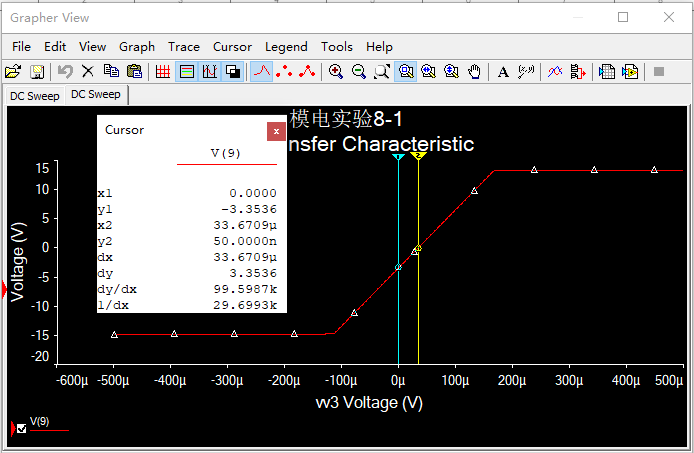 Grapher View
File Edit View Graph Trace Cursor Legend Tools Help
DC Sweep DC Sweep
模电实验8-1
nsfer Characteristic
Cursor x
V(9)
x1 0.0000
y1 -3.3536
x2 33.6709μ
y2 50.0000n
dx 33.6709μ
dy 3.3536
dy/dx 99.5987k
1/dx 29.6993k
1 2
Voltage (V)
15
10
5
0
-5
-10
-15
-20
-600μ -500μ -400μ -300μ -200μ -100μ 0μ 100μ 200μ 300μ 400μ 500μ
vv3 Voltage (V)
V(9)